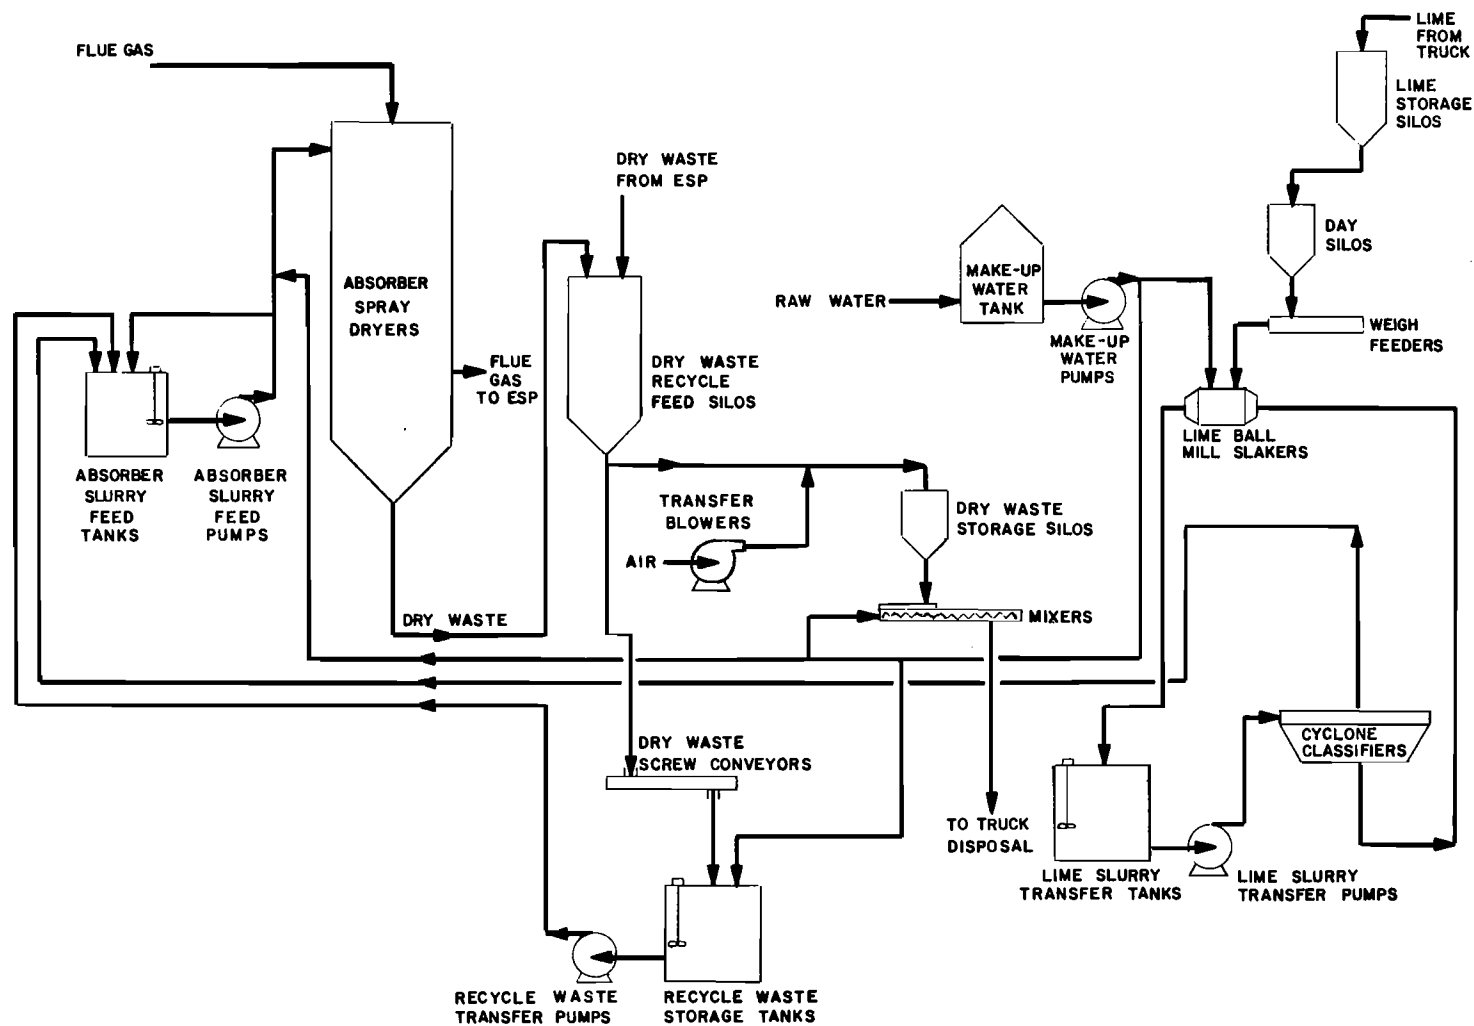 FLUE GAS
LIME
FROM
TRUCK
LIME
STORAGE
SILOS
DRY WASTE
FROM ESP
DAY
SILOS
ABSORBER
SPRAY
DRYERS
MAKE-UP
WATER
TANK
RAW WATER
WEIGH
FEEDERS
MAKE-UP
WATER
PUMPS
FLUE
GAS
TO ESP
DRY WASTE
RECYCLE
FEED SILOS
LIME BALL
MILL SLAKERS
ABSORBER
SLURRY
FEED
TANKS
ABSORBER
SLURRY
FEED
PUMPS
TRANSFER
BLOWERS
DRY WASTE
STORAGE SILOS
AIR
DRY WASTE
MIXERS
DRY WASTE
SCREW CONVEYORS
CYCLONE
CLASSIFIERS
TO TRUCK
DISPOSAL
LIME SLURRY
TRANSFER TANKS
LIME SLURRY
TRANSFER PUMPS
RECYCLE WASTE
TRANSFER PUMPS
RECYCLE WASTE
STORAGE TANKS